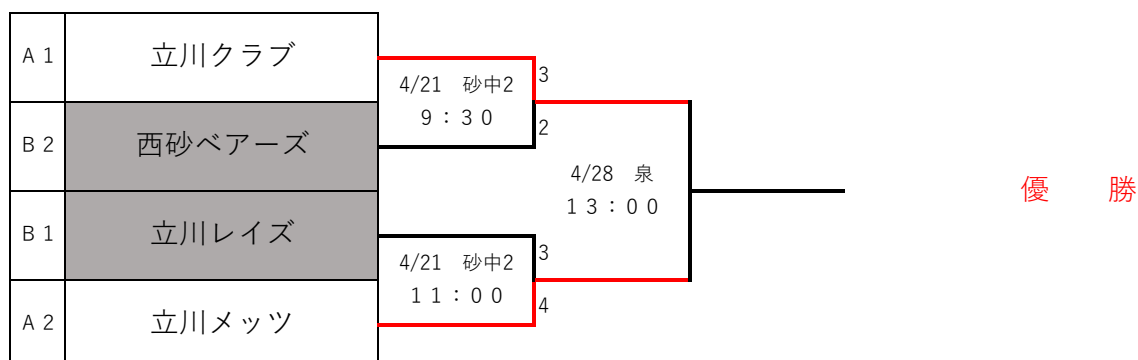 A1 立川クラブ
4/21 砂中2
9：30
3
B2 西砂ベアーズ
2
4/28 泉
13：00
優 勝
B1 立川レイズ
4/21 砂中2
11：00
3
A2 立川メッツ
4